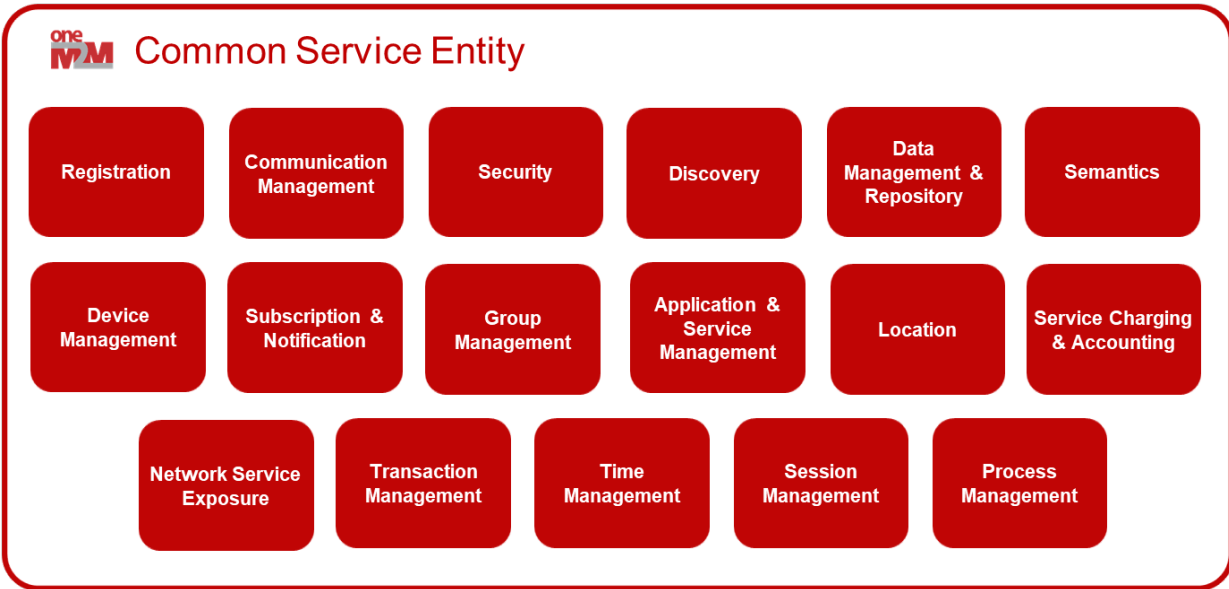 one
M2M
Common Service Entity
Registration
Communication
Management
Security
Discovery
Data
Management &
Repository
Semantics
Device
Management
Subscription &
Notification
Group
Management
Application &
Service
Management
Location
Service Charging
& Accounting
Network Service
Exposure
Transaction
Management
Time
Management
Session
Management
Process
Management